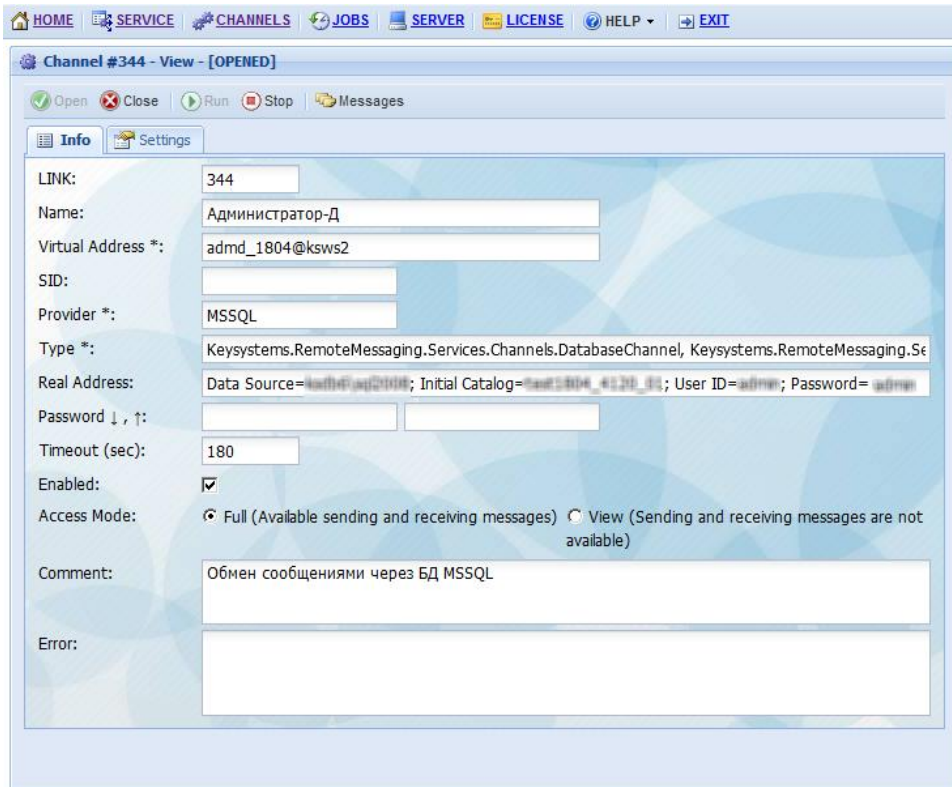 HOME SERVICE CHANNELS JOBS SERVER LICENSE HELP EXIT
Channel #344 - View - [OPENED]
Open Close Run Stop Messages
Info Settings
LINK: 344
Name: Администратор-Д
Virtual Address *: admd_1804@ksws2
SID:
Provider *: MSSQL
Type *: Keysystems.RemoteMessaging.Services.Channels.DatabaseChannel, Keysystems.RemoteMessaging.Se
Real Address: Data Source= ; Initial Catalog= ; User ID= ; Password=
Password ↓ , ↑:
Timeout (sec): 180
Enabled:
Access Mode: Full (Available sending and receiving messages) View (Sending and receiving messages are not
available)
Comment: Обмен сообщениями через БД MSSQL
Error: